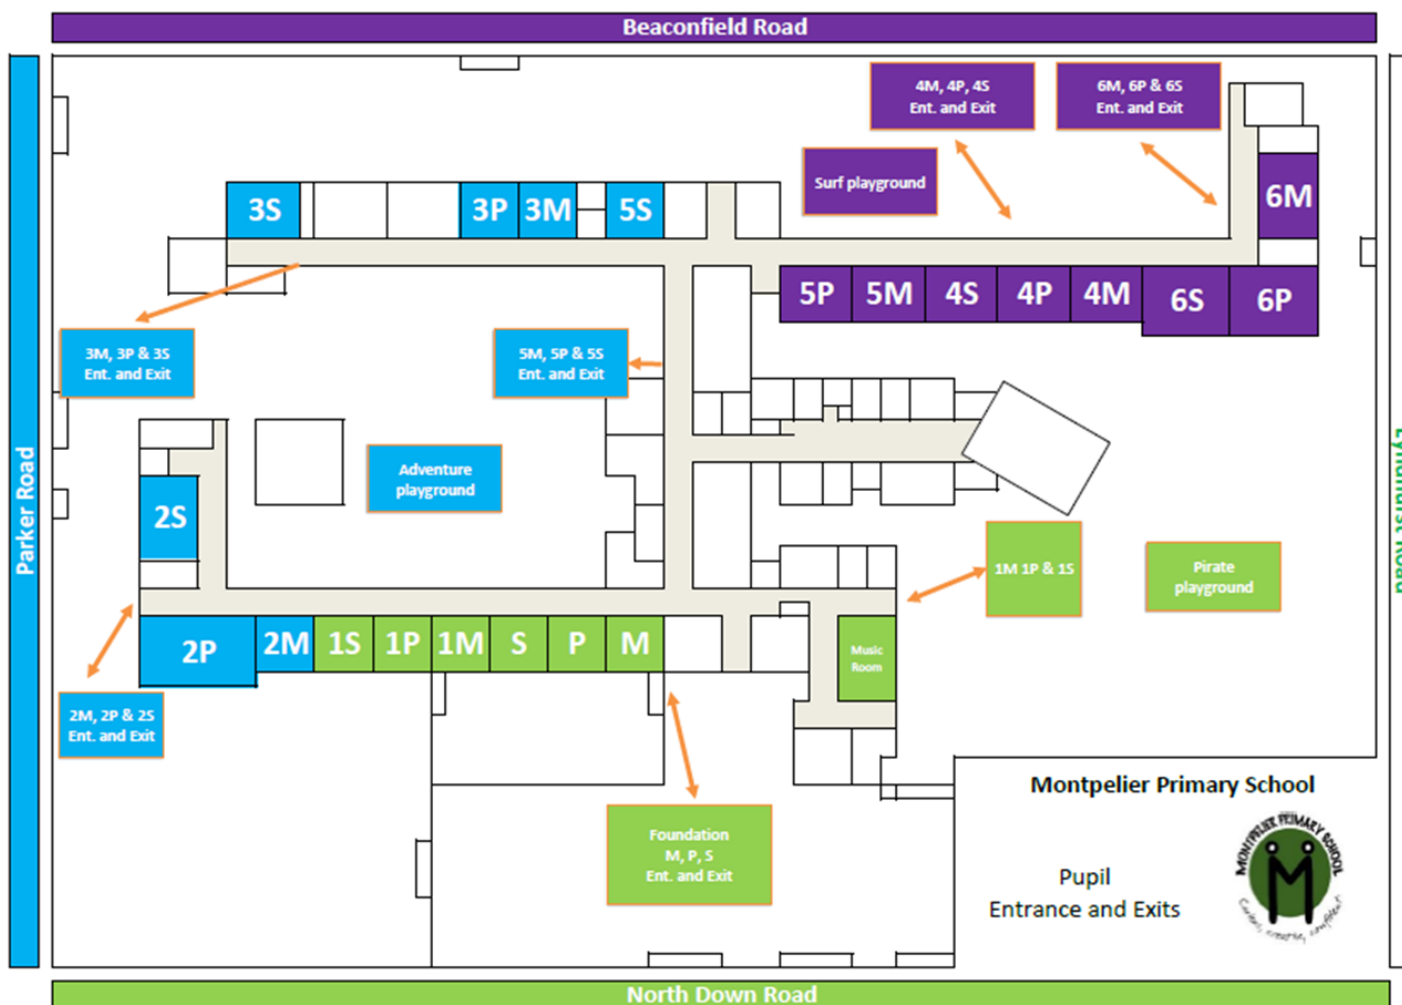 Beaconfield Road
4M, 4P, 4S
Ent. and Exit
6M, 6P & 6S
Ent. and Exit
Surf playground
3S
3P
3M
5S
6M
5P
5M
4S
4P
4M
6S
6P
3M, 3P & 3S
Ent. and Exit
5M, 5P & 5S
Ent. and Exit
Parker Road
Adventure
playground
2S
1M 1P & 1S
Pirate
playground
2P
2M
1S
1P
1M
S
P
M
Music
Room
2M, 2P & 2S
Ent. and Exit
Foundation
M, P, S
Ent. and Exit
Montpelier Primary School
MONTPELIER PRIMARY SCHOOL
M
Pupil
Entrance and Exits
North Down Road